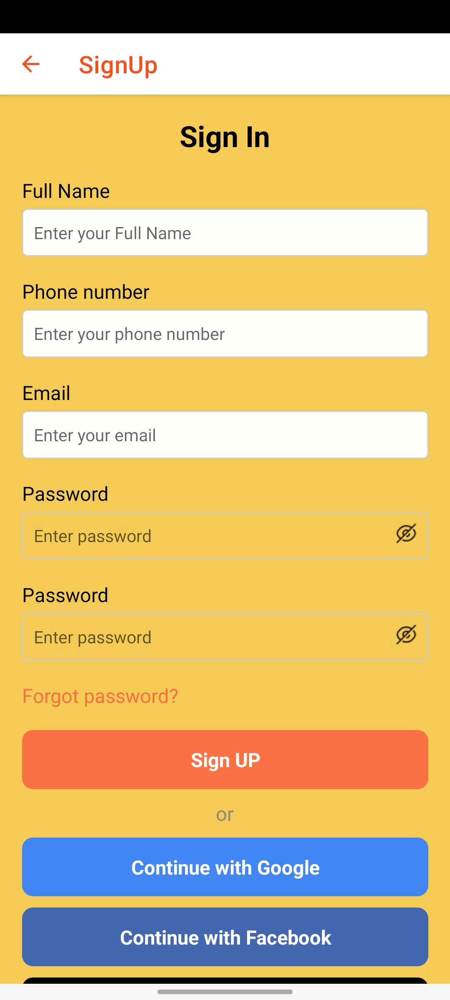 SignUp
Sign In
Full Name
Enter your Full Name
Phone number
Enter your phone number
Email
Enter your email
Password
Enter password
Password
Enter password
Forgot password?
Sign UP
or
Continue with Google
Continue with Facebook